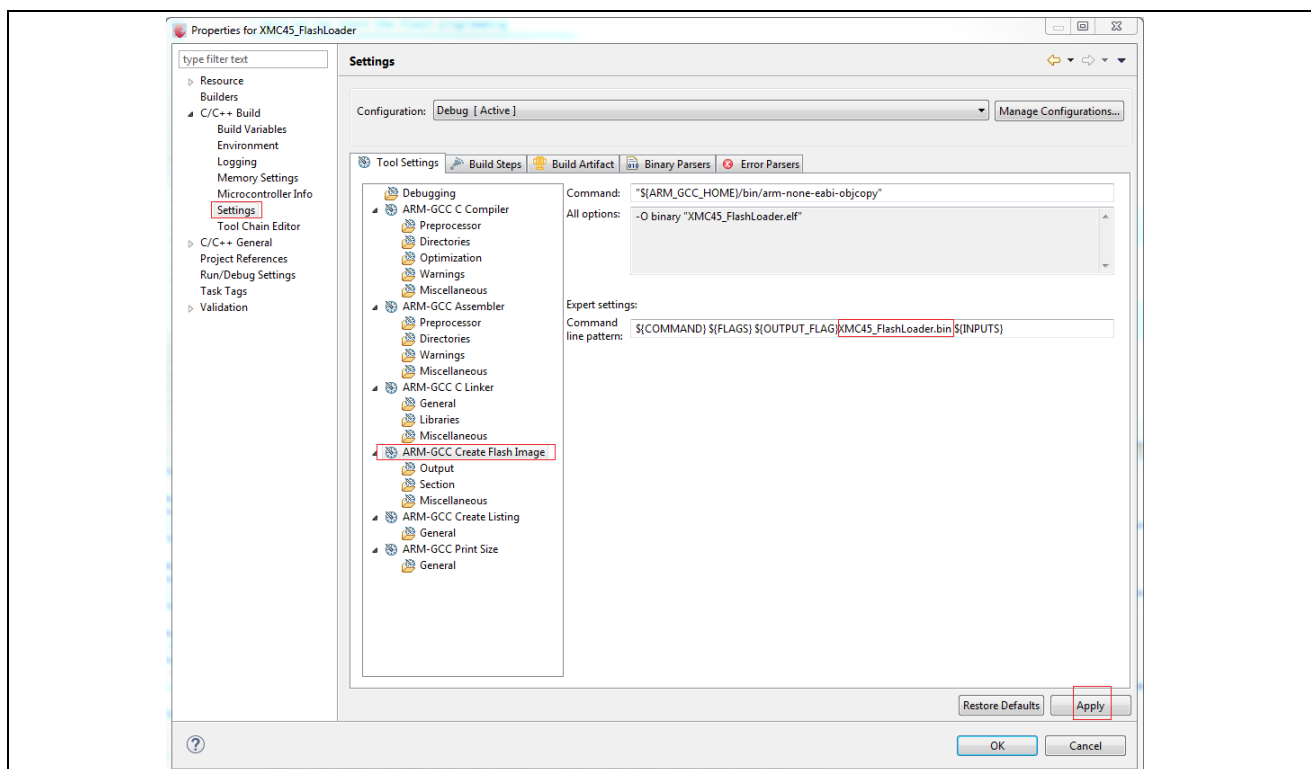 Properties for XMC45_FlashLoader
type filter text
Resource
Builders
C/C++ Build
Build Variables
Environment
Logging
Memory Settings
Microcontroller Info
Settings
Tool Chain Editor
C/C++ General
Project References
Run/Debug Settings
Task Tags
Validation
Settings
Configuration: Debug [ Active ] Manage Configurations...
Tool Settings Build Steps Build Artifact Binary Parsers Error Parsers
Debugging
ARM-GCC C Compiler
Preprocessor
Directories
Optimization
Warnings
Miscellaneous
ARM-GCC Assembler
Preprocessor
Directories
Warnings
Miscellaneous
ARM-GCC C Linker
General
Libraries
Miscellaneous
ARM-GCC Create Flash Image
Output
Section
Miscellaneous
ARM-GCC Create Listing
General
ARM-GCC Print Size
General
Command: "${ARM_GCC_HOME}/bin/arm-none-eabi-objcopy"
All options: -O binary "XMC45_FlashLoader.elf"
Expert settings:
Command
line pattern: ${COMMAND} ${FLAGS} ${OUTPUT_FLAG}XMC45_FlashLoader.bin ${INPUTS}
Restore Defaults Apply
OK Cancel